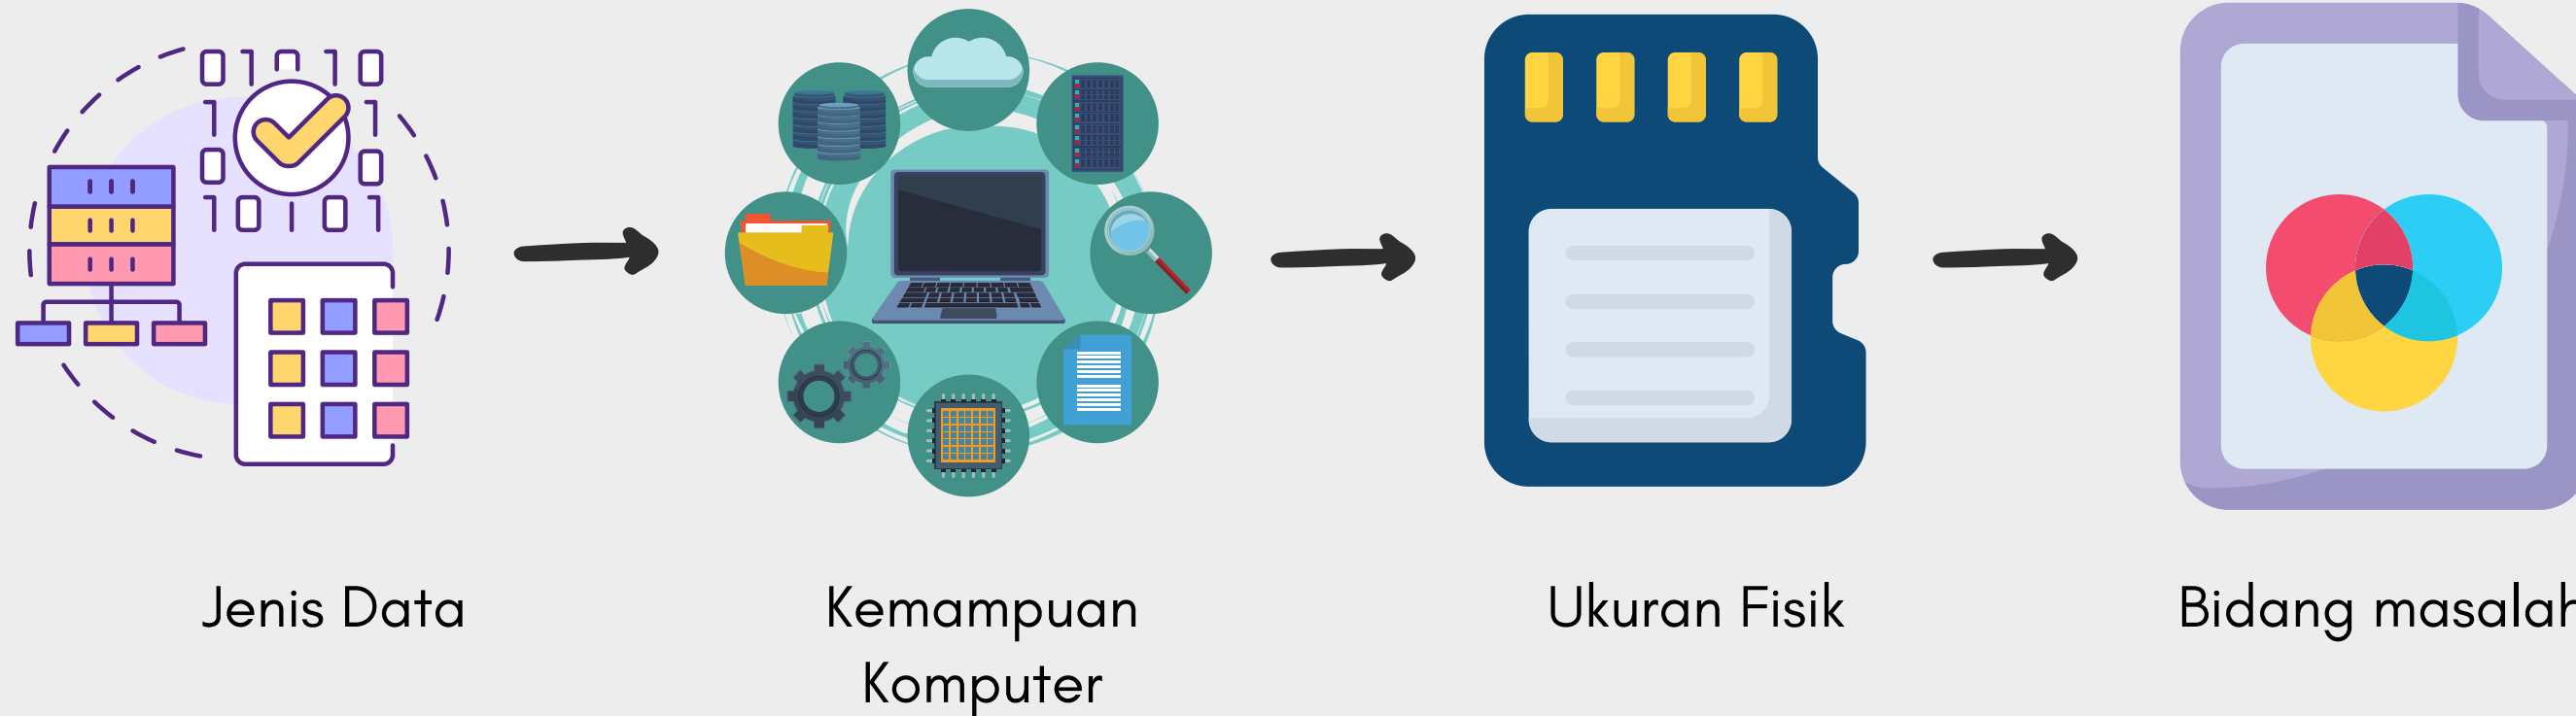 Jenis Data
Kemampuan
Komputer
Ukuran Fisik
Bidang masalah